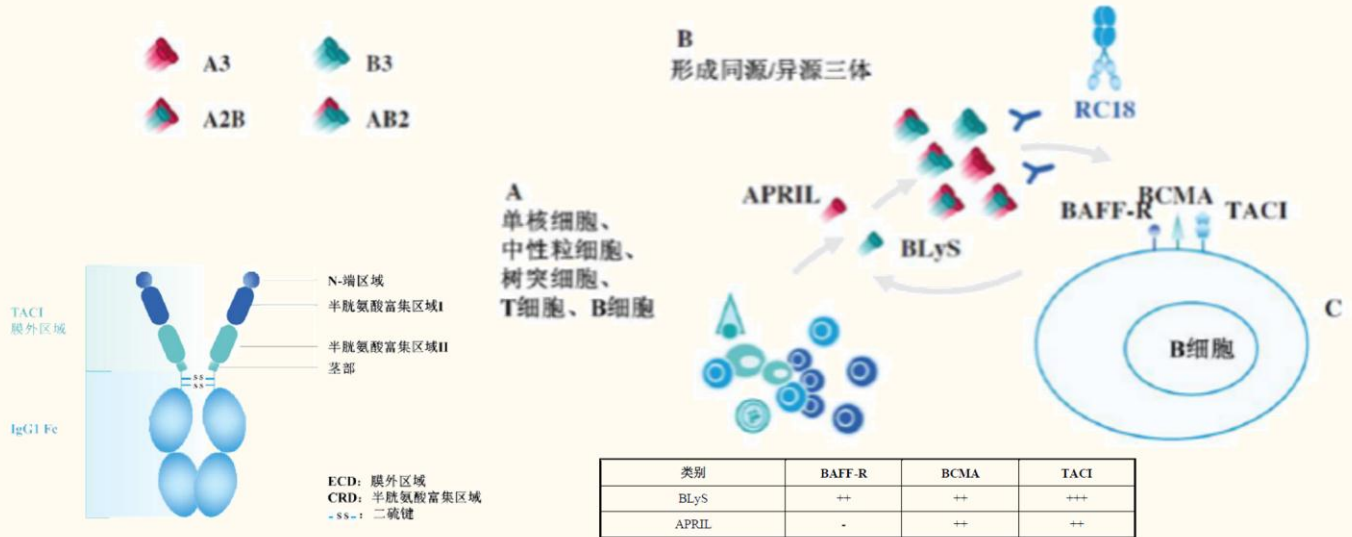 A3
B3
A2B
AB2
TACI
膜外区域
IgG1 Fc
N-端区域
半胱氨酸富集区域I
半胱氨酸富集区域II
茎部
ss
ss
ECD：膜外区域
CRD：半胱氨酸富集区域
-ss-：二硫键
B
形成同源/异源三体
RC18
A
单核细胞、
中性粒细胞、
树突细胞、
T细胞、B细胞
APRIL
BLyS
BCMA
BAFF-R
TACI
B细胞
C
类别 BAFF-R BCMA TACI
BLyS ++ ++ +++
APRIL - ++ ++